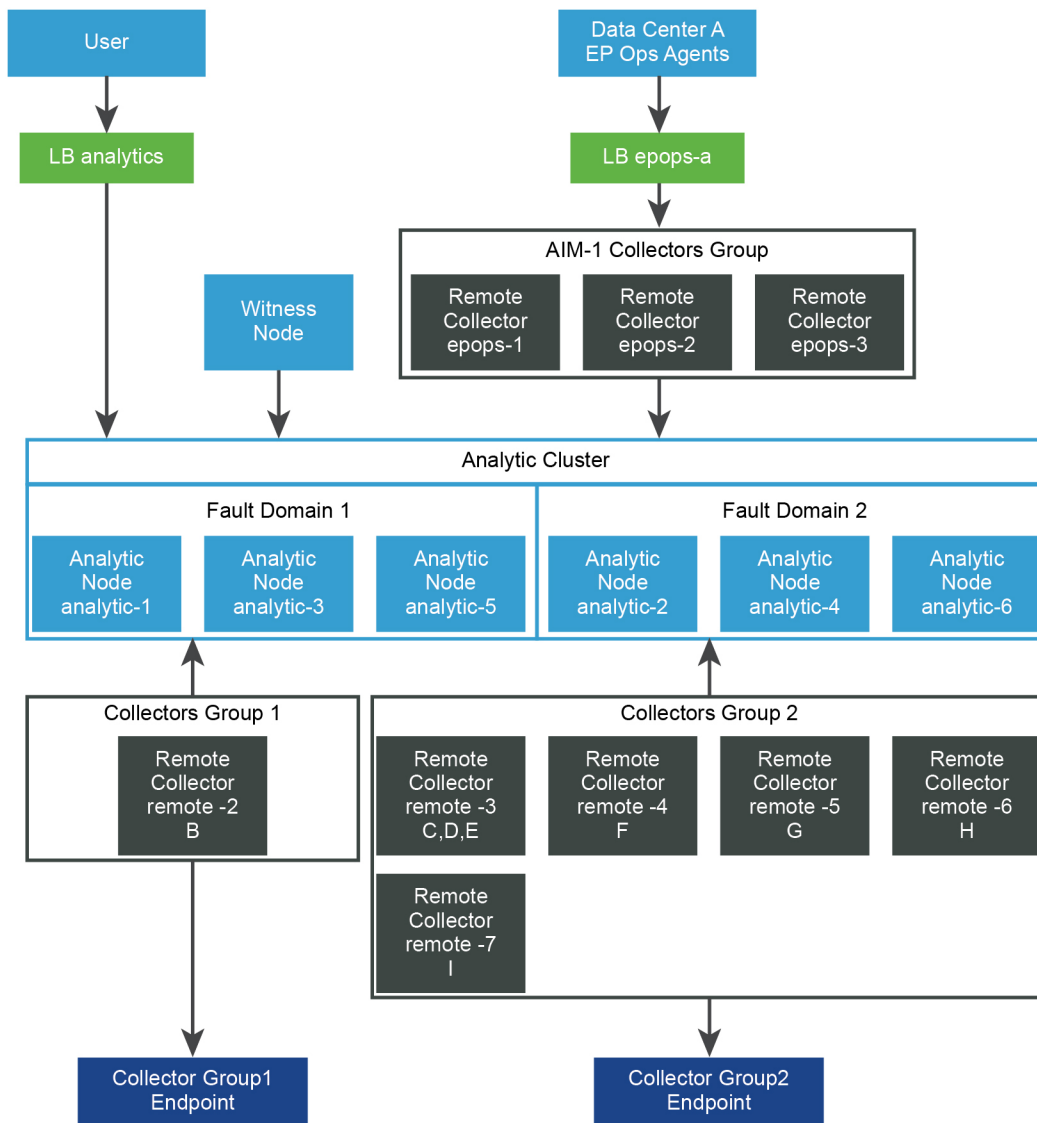 User
Data Center A
EP Ops Agents
LB analytics
LB epops-a
AIM-1 Collectors Group
Remote
Collector
epops-1
Remote
Collector
epops-2
Remote
Collector
epops-3
Witness
Node
Analytic Cluster
Fault Domain 1
Analytic
Node
analytic-1
Analytic
Node
analytic-3
Analytic
Node
analytic-5
Fault Domain 2
Analytic
Node
analytic-2
Analytic
Node
analytic-4
Analytic
Node
analytic-6
Collectors Group 1
Remote
Collector
remote -2
B
Collectors Group 2
Remote
Collector
remote -3
C,D,E
Remote
Collector
remote -4
F
Remote
Collector
remote -5
G
Remote
Collector
remote -6
H
Remote
Collector
remote -7
I
Collector Group1
Endpoint
Collector Group2
Endpoint